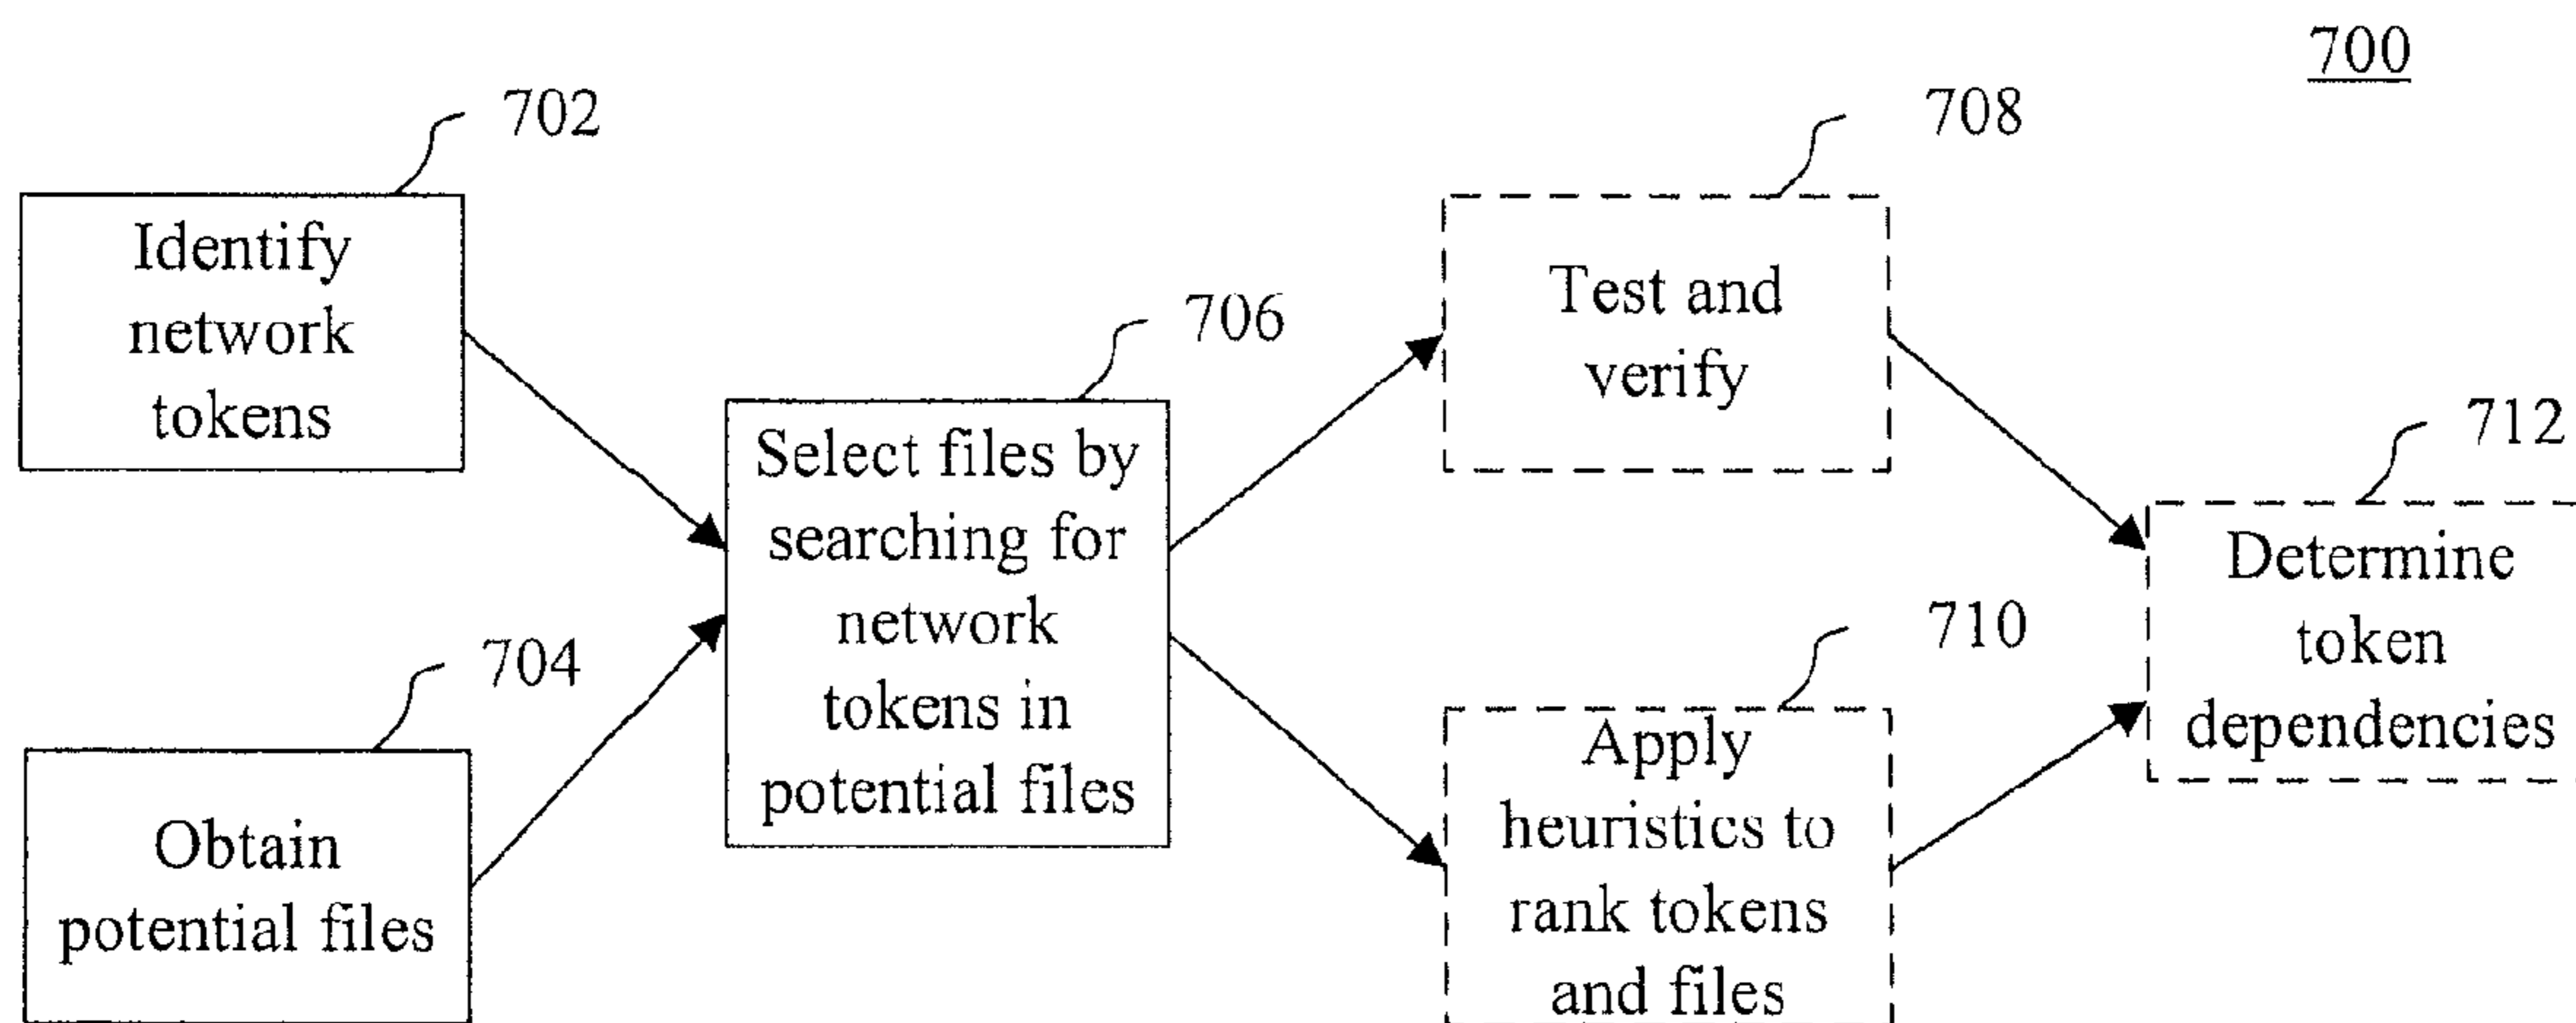 700
702
Identify
network
tokens
704
Obtain
potential files
706
Select files by
searching for
network
tokens in
potential files
708
Test and
verify
710
Apply
heuristics to
rank tokens
and files
712
Determine
token
dependencies